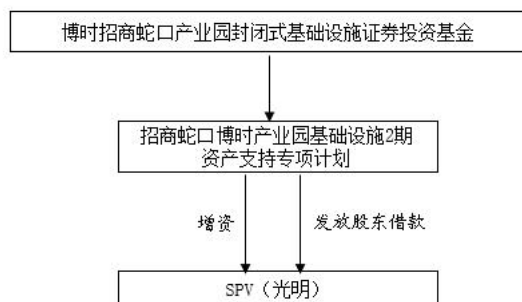 博时招商蛇口产业园封闭式基础设施证券投资基金
招商蛇口博时产业园基础设施2期
资产支持专项计划
增资
发放股东借款
SPV（光明）